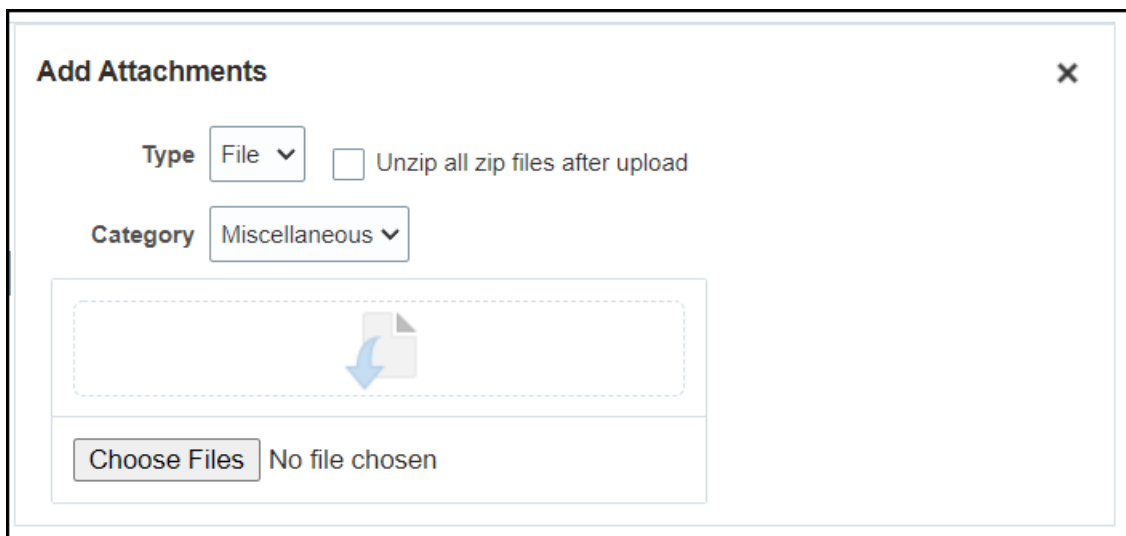 Add Attachments
Type File Unzip all zip files after upload
Category Miscellaneous
Choose Files No file chosen